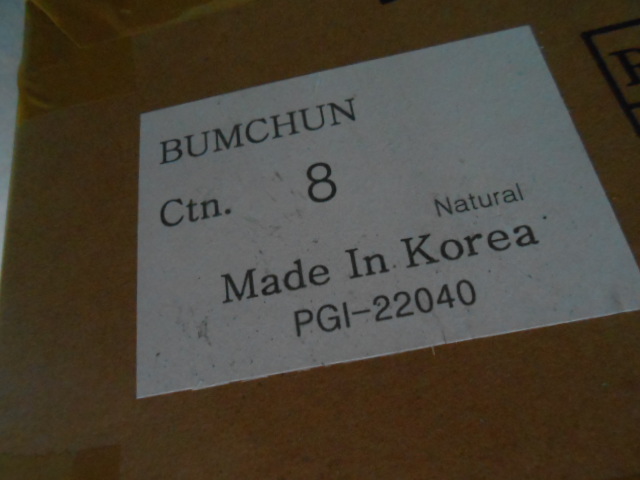 BUMCHUN
Ctn. 8
Natural
Made In Korea
PGI-22040